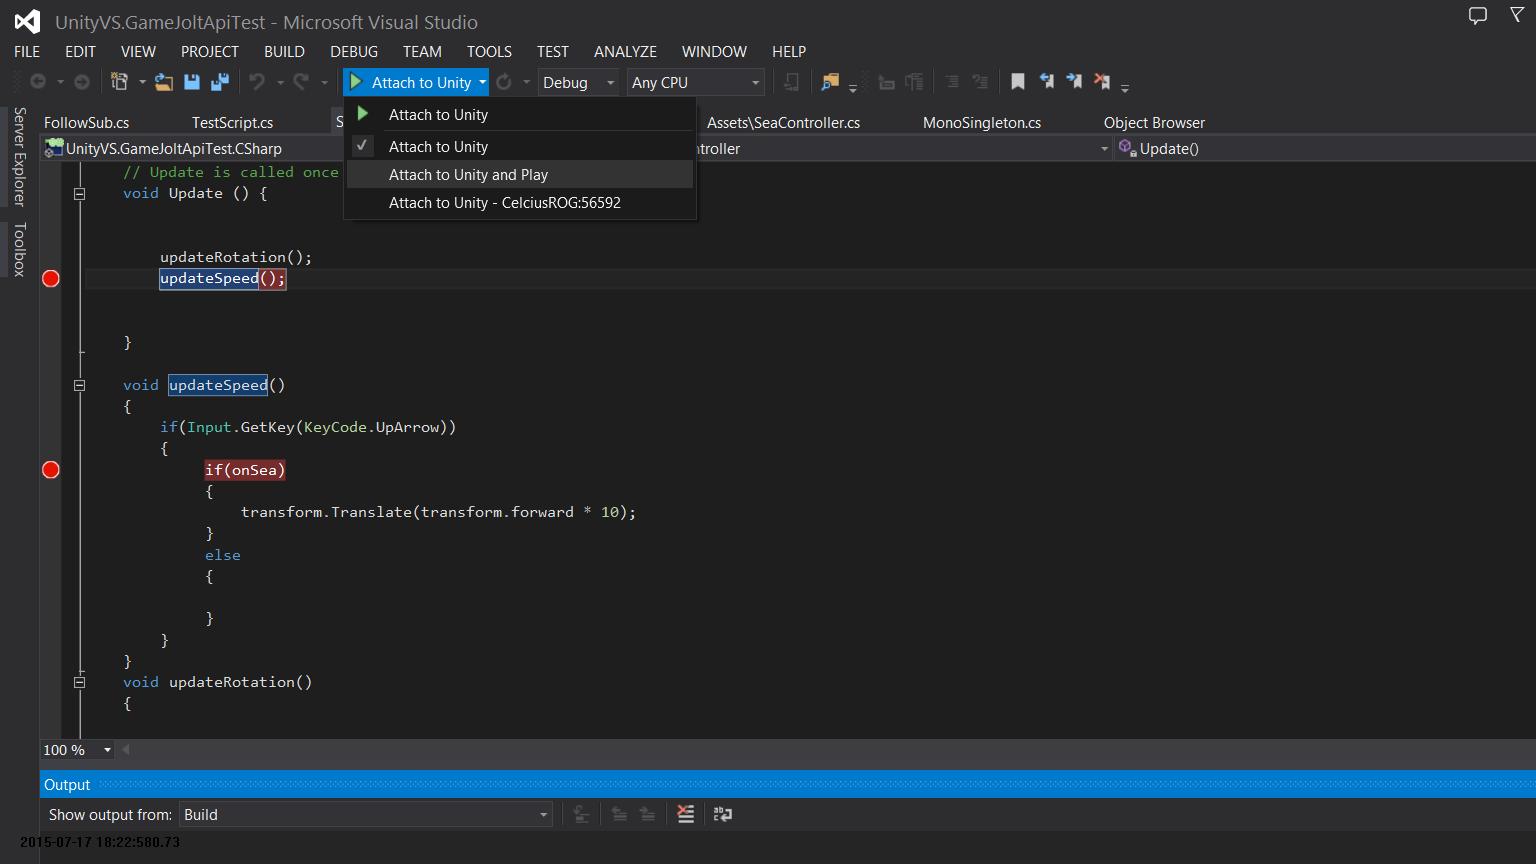 UnityVS.GameJoltApiTest - Microsoft Visual Studio
FILE EDIT VIEW PROJECT BUILD DEBUG TEAM TOOLS TEST ANALYZE WINDOW HELP
Attach to Unity Debug Any CPU
Attach to Unity
Attach to Unity
Attach to Unity and Play
Attach to Unity - CelciusROG:56592
Server Explorer
Toolbox
FollowSub.cs TestScript.cs S Assets\SeaController.cs MonoSingleton.cs Object Browser
UnityVS.GameJoltApiTest.CSharp ntroller Update()
// Update is called once
void Update () {
updateRotation();
updateSpeed();
}
void updateSpeed()
{
if(Input.GetKey(KeyCode.UpArrow))
{
if(onSea)
{
transform.Translate(transform.forward * 10);
}
else
{
}
}
}
void updateRotation()
{
100 %
Output
Show output from: Build
2015-07-17 18:22:580.73